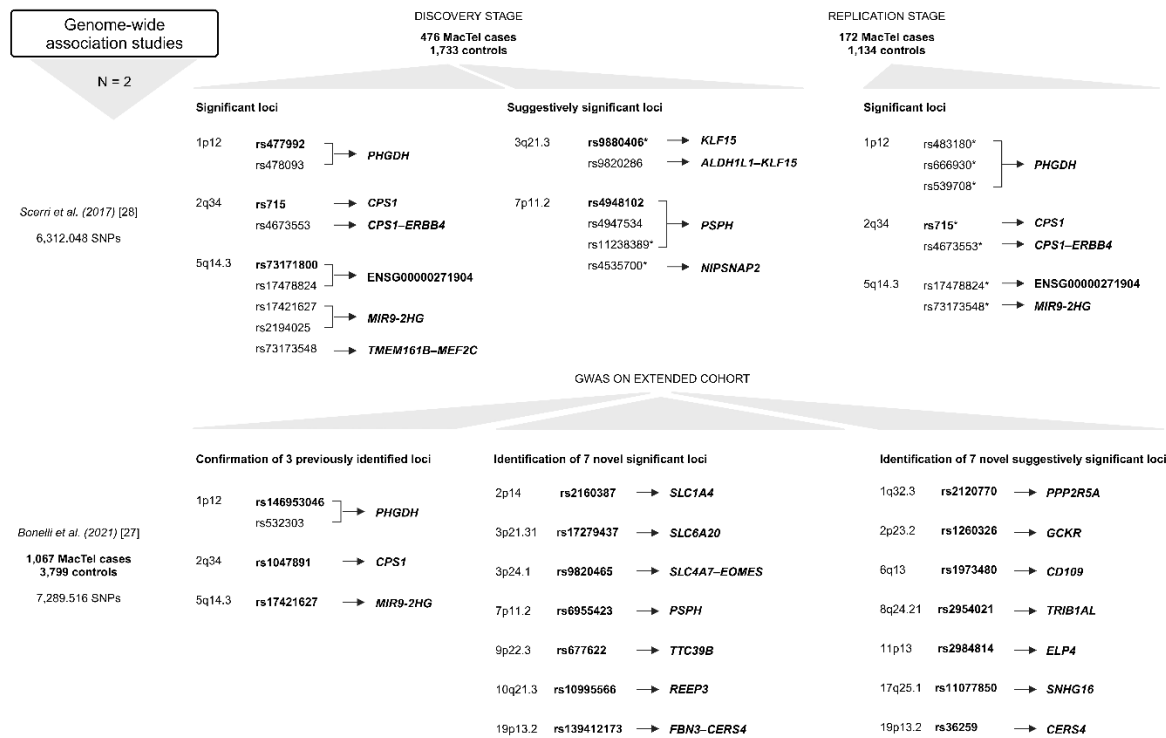 Genome-wide
association studies
N = 2
DISCOVERY STAGE
476 MacTel cases
1,733 controls
REPLICATION STAGE
172 MacTel cases
1,134 controls
Scerri et al. (2017) [28]
6,312.048 SNPs
Significant loci
1p12 rs477992
rs478093
PHGDH
2q34 rs715 → CPS1
rs4673553 → CPS1–ERBB4
5q14.3 rs73171800
rs17478824
ENSG00000271904
rs17421627
rs2194025
MIR9-2HG
rs73173548 → TMEM161B–MEF2C
Suggestively significant loci
3q21.3 rs9880406* → KLF15
rs9820286 → ALDH1L1–KLF15
7p11.2 rs4948102
rs4947534
rs11238389*
PSPH
rs4535700* → NIPSNAP2
Significant loci
1p12 rs483180*
rs666930*
rs539708*
PHGDH
2q34 rs715* → CPS1
rs4673553* → CPS1–ERBB4
5q14.3 rs17478824* → ENSG00000271904
rs73173548* → MIR9-2HG
GWAS ON EXTENDED COHORT
Bonelli et al. (2021) [27]
1,067 MacTel cases
3,799 controls
7,289.516 SNPs
Confirmation of 3 previously identified loci
1p12 rs146953046
rs532303
PHGDH
2q34 rs1047891 → CPS1
5q14.3 rs17421627 → MIR9-2HG
Identification of 7 novel significant loci
2p14 rs2160387 → SLC1A4
3p21.31 rs17279437 → SLC6A20
3p24.1 rs9820465 → SLC4A7–EOMES
7p11.2 rs6955423 → PSPH
9p22.3 rs677622 → TTC39B
10q21.3 rs10995566 → REEP3
19p13.2 rs139412173 → FBN3–CERS4
Identification of 7 novel suggestively significant loci
1q32.3 rs2120770 → PPP2R5A
2p23.2 rs1260326 → GCKR
6q13 rs1973480 → CD109
8q24.21 rs2954021 → TRIB1AL
11p13 rs2984814 → ELP4
17q25.1 rs11077850 → SNHG16
19p13.2 rs36259 → CERS4